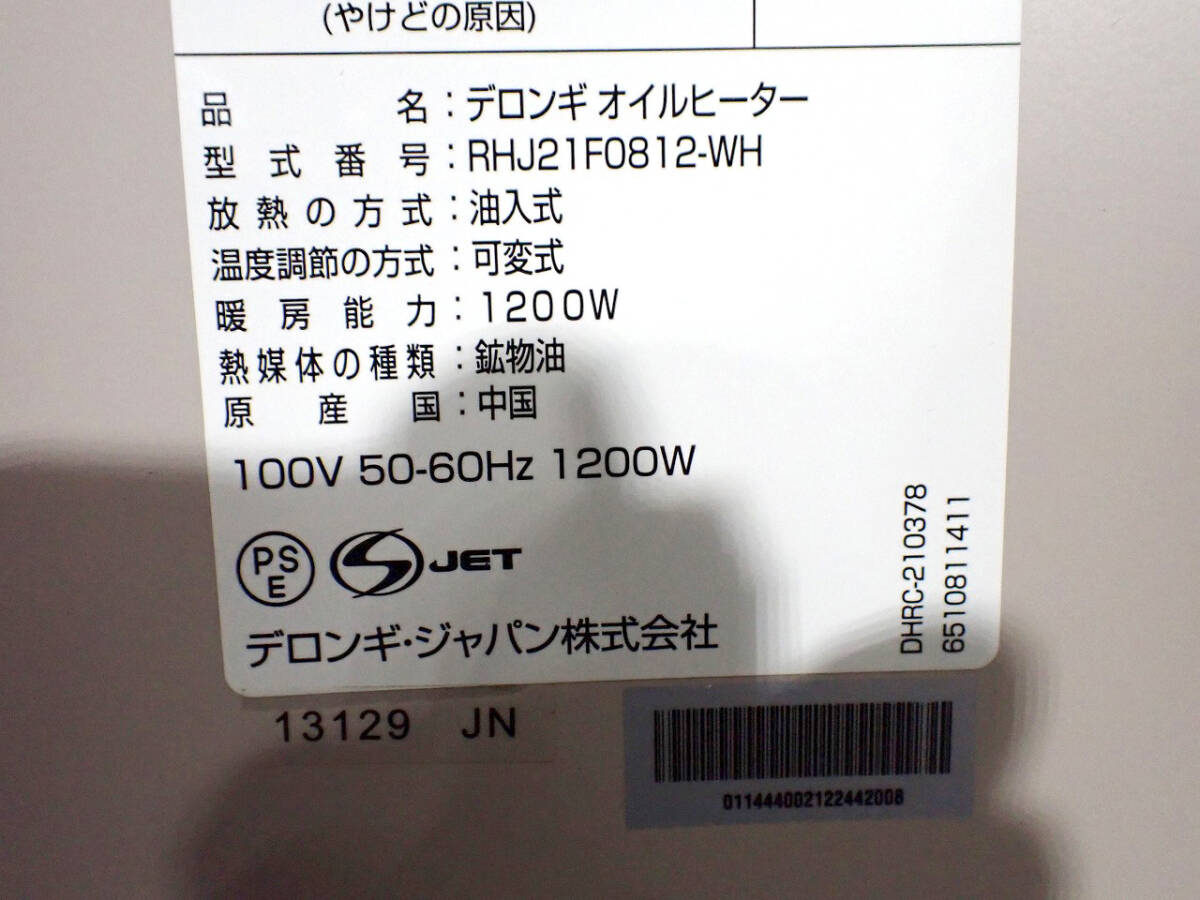 (やけどの原因)
品名:デロンギ オイルヒーター
型式番号:RHJ21F0812-WH
放熱の方式:油入式
温度調節の方式:可変式
暖房能力:1200W
熱媒体の種類:鉱物油
原産国:中国
100V 50-60Hz 1200W
PSE
JET
デロンギ・ジャパン株式会社
DHRC-210378
6510811411
13129 JN
011444002122442008